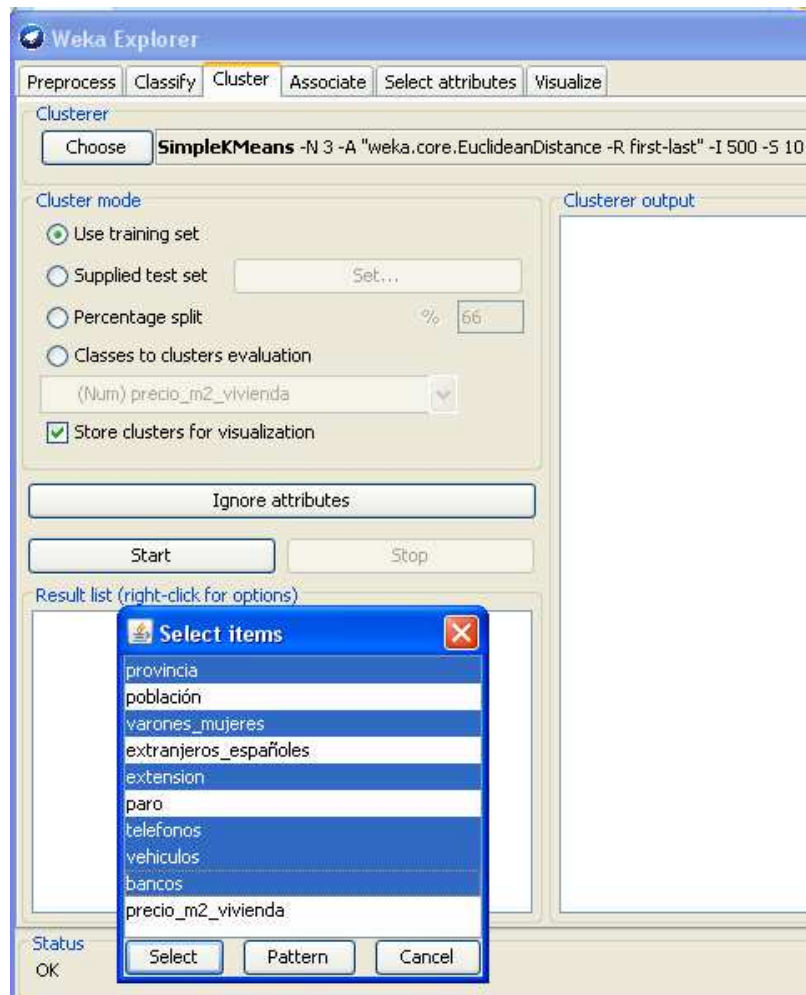 Weka Explorer
Preprocess Classify Cluster Associate Select attributes Visualize
Clusterer
Choose SimpleKMeans -N 3 -A "weka.core.EuclideanDistance -R first-last" -I 500 -S 10
Cluster mode
Use training set
Supplied test set Set...
Percentage split % 66
Classes to clusters evaluation
(Num) precio_m2_vivienda
Store clusters for visualization
Clusterer output
Ignore attributes
Start Stop
Result list (right-click for options)
Select items
provincia
población
varones_mujeres
extranjeros_españoles
extension
paro
telefonos
vehiculos
bancos
precio_m2_vivienda
Select Pattern Cancel
Status
OK